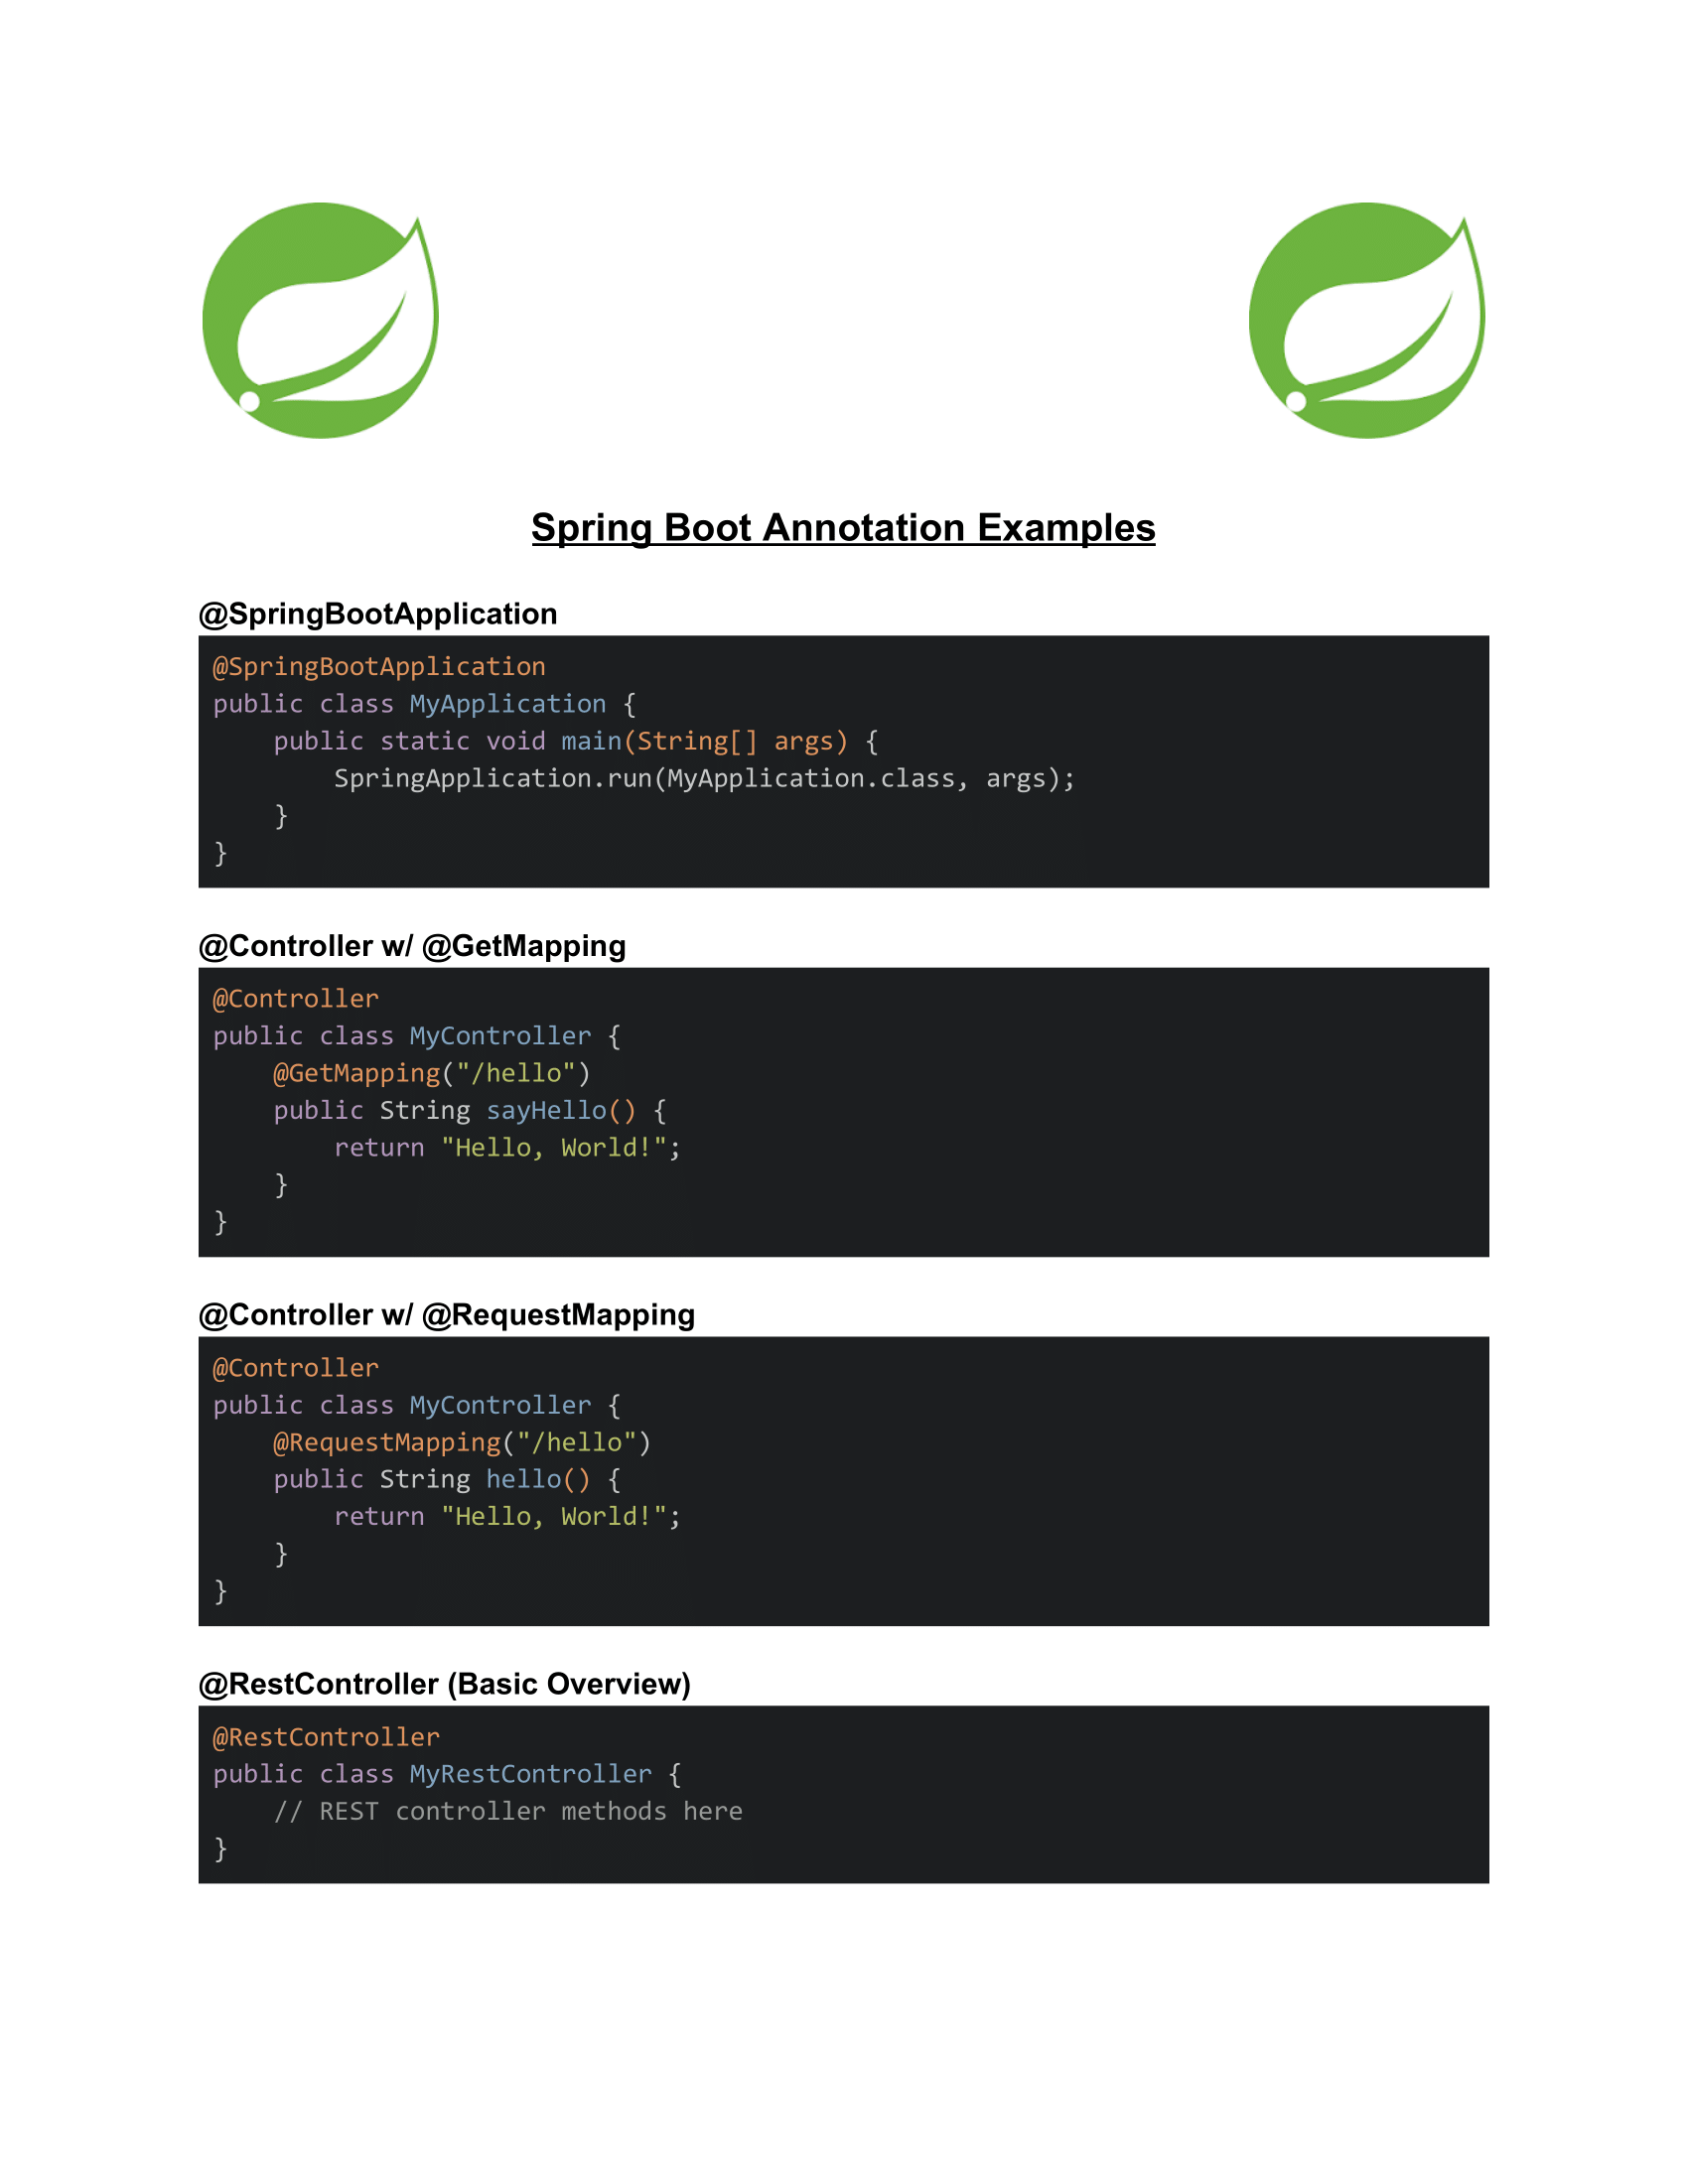 Spring Boot Annotation Examples
@SpringBootApplication
@SpringBootApplication
public class MyApplication {
    public static void main(String[] args) {
        SpringApplication.run(MyApplication.class, args);
    }
}
@Controller w/ @GetMapping
@Controller
public class MyController {
    @GetMapping("/hello")
    public String sayHello() {
        return "Hello, World!";
    }
}
@Controller w/ @RequestMapping
@Controller
public class MyController {
    @RequestMapping("/hello")
    public String hello() {
        return "Hello, World!";
    }
}
@RestController (Basic Overview)
@RestController
public class MyRestController {
    // REST controller methods here
}